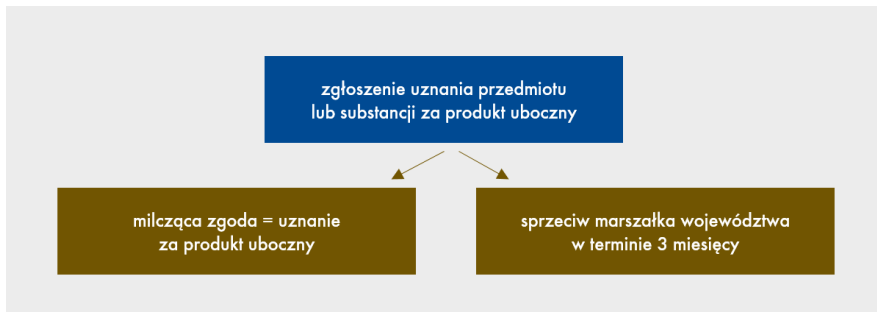 zgłoszenie uznania przedmiotu
lub substancji za produkt uboczny
milcząca zgoda = uznanie
za produkt uboczny
sprzeciw marszałka województwa
w terminie 3 miesięcy